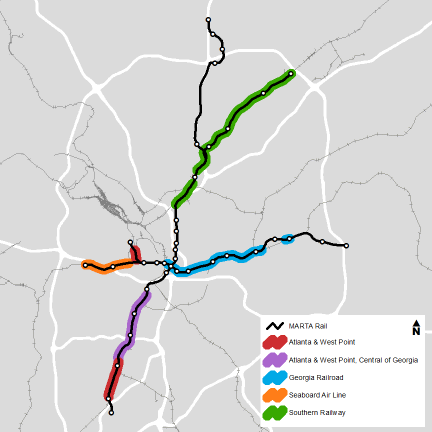 MARTA Rail
Atlanta & West Point
Atlanta & West Point, Central of Georgia
Georgia Railroad
Seaboard Air Line
Southern Railway
N